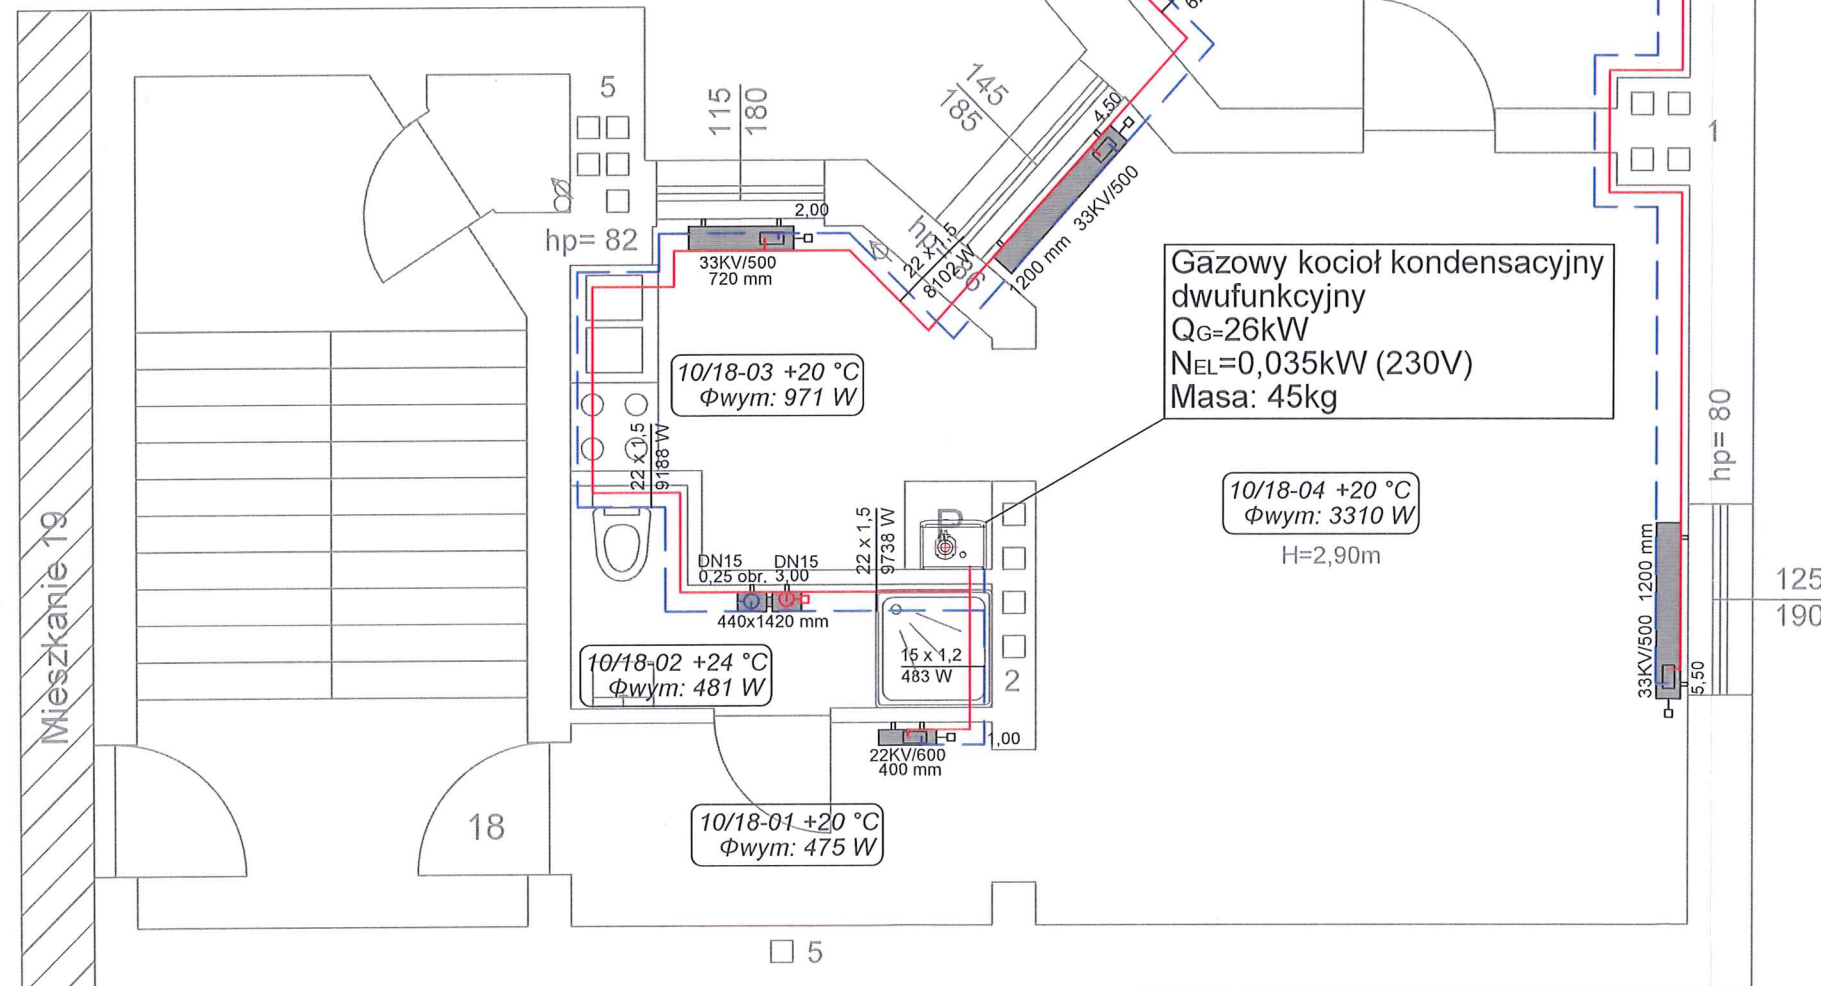 5
115
180
145
185
4,50
1
2,00
hp= 82
33KV/500
720 mm
22 x 1,5
8102 W
1200 mm 33KV/500
Gazowy kocioł kondensacyjny
dwufunkcyjny
QG=26kW
NEL=0,035kW (230V)
Masa: 45kg
10/18-03 +20 °C
Φwym: 971 W
hp= 80
22 x 1,5
9188 W
10/18-04 +20 °C
Φwym: 3310 W
H=2,90m
Mieszkanie 19
22 x 1,5
9738 W
DN15 DN15
0,25 obr. 3,00
440x1420 mm
33KV/500 1200 mm
5,50
125
190
10/18-02 +24 °C
Φwym: 481 W
15 x 1,2
483 W
2
1,00
22KV/600
400 mm
18
10/18-01 +20 °C
Φwym: 475 W
5